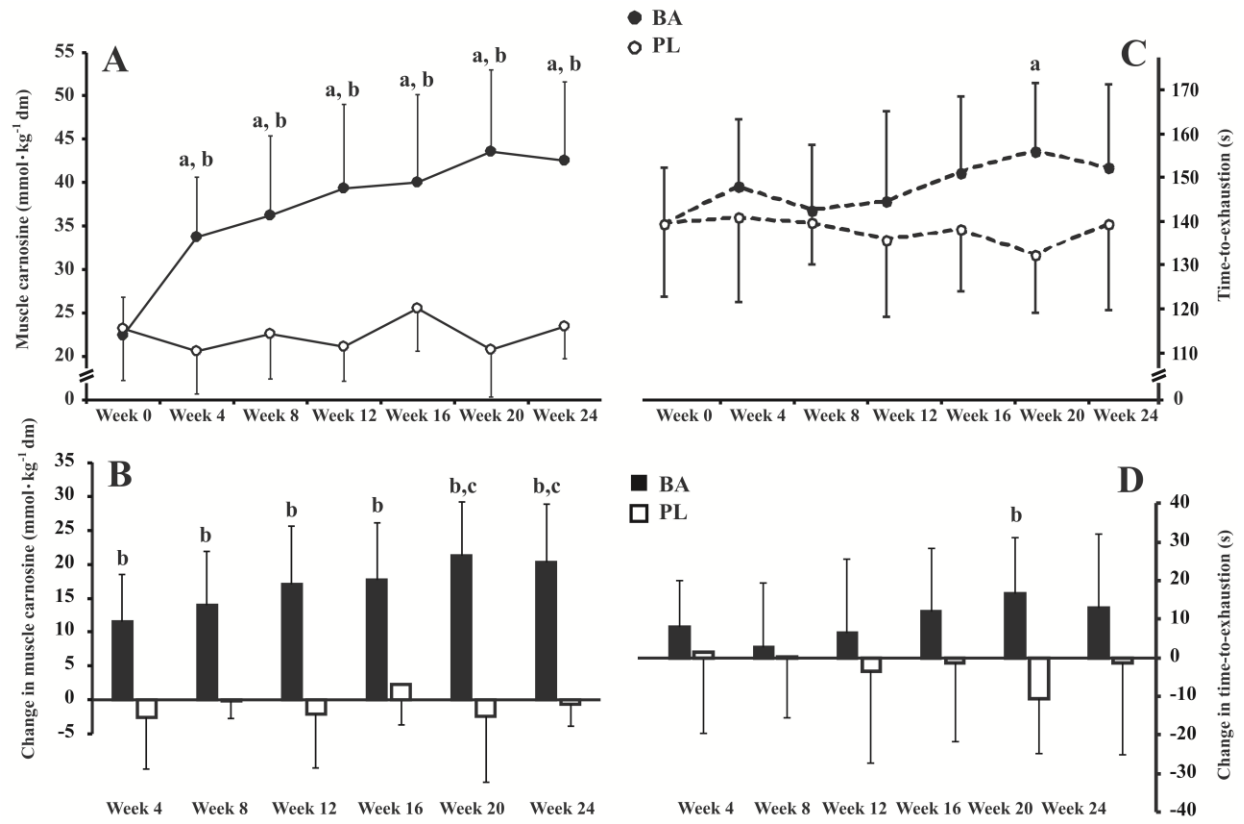 A
BA
PL
C
Muscle carnosine (mmol·kg⁻¹ dm)
55
50
45
40
35
30
25
20
0
a, b
a, b
a, b
a, b
a, b
a, b
Week 0 Week 4 Week 8 Week 12 Week 16 Week 20 Week 24
a
170
160
150
140
130
120
110
0
Time-to-exhaustion (s)
Week 0 Week 4 Week 8 Week 12 Week 16 Week 20 Week 24
B
Change in muscle carnosine (mmol·kg⁻¹ dm)
35
30
25
20
15
10
5
0
-5
b
b
b
b
b,c
b,c
Week 4 Week 8 Week 12 Week 16 Week 20 Week 24
BA
PL
D
b
40
30
20
10
0
-10
-20
-30
-40
Change in time-to-exhaustion (s)
Week 4 Week 8 Week 12 Week 16 Week 20 Week 24